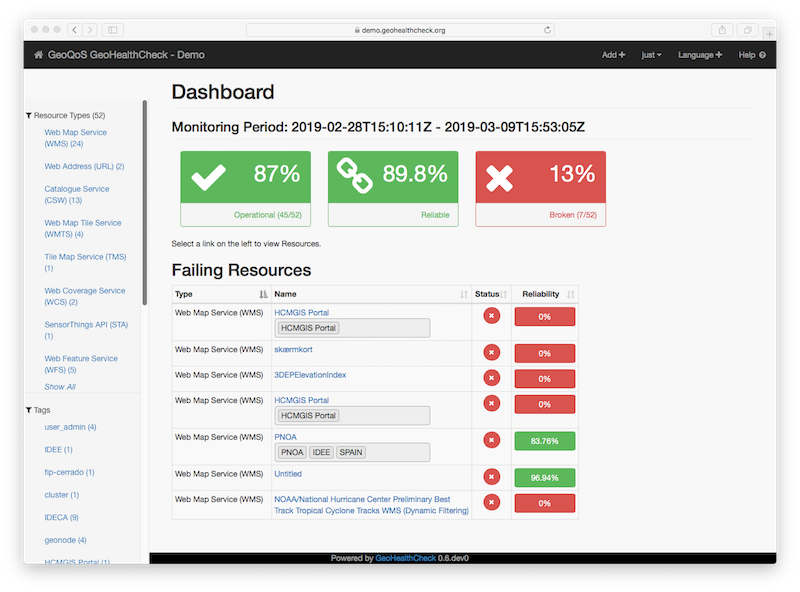 demo.geohealthcheck.org
GeoQoS GeoHealthCheck - Demo
Add
just
Language
Help
Resource Types (52)
Web Map Service
(WMS) (24)
Web Address (URL) (2)
Catalogue Service
(CSW) (13)
Web Map Tile Service
(WMTS) (4)
Tile Map Service (TMS)
(1)
Web Coverage Service
(WCS) (2)
SensorThings API (STA)
(1)
Web Feature Service
(WFS) (5)
Show All
Tags
user_admin (4)
IDEE (1)
flp-cerrado (1)
cluster (1)
IDECA (9)
geonode (4)
HCMGIS Portal (1)
Dashboard
Monitoring Period: 2019-02-28T15:10:11Z - 2019-03-09T15:53:05Z
87%
Operational (45/52)
89.8%
Reliable
13%
Broken (7/52)
Select a link on the left to view Resources.
Failing Resources
Type Name Status Reliability
Web Map Service (WMS) HCMGIS Portal 0%
HCMGIS Portal
Web Map Service (WMS) skærmkort 0%
Web Map Service (WMS) 3DEPElevationIndex 0%
Web Map Service (WMS) HCMGIS Portal 0%
HCMGIS Portal
Web Map Service (WMS) PNOA 83.76%
PNOA IDEE SPAIN
Web Map Service (WMS) Untitled 96.94%
Web Map Service (WMS) NOAA/National Hurricane Center Preliminary Best 0%
Track Tropical Cyclone Tracks WMS (Dynamic Filtering)
Powered by GeoHealthCheck 0.6.dev0